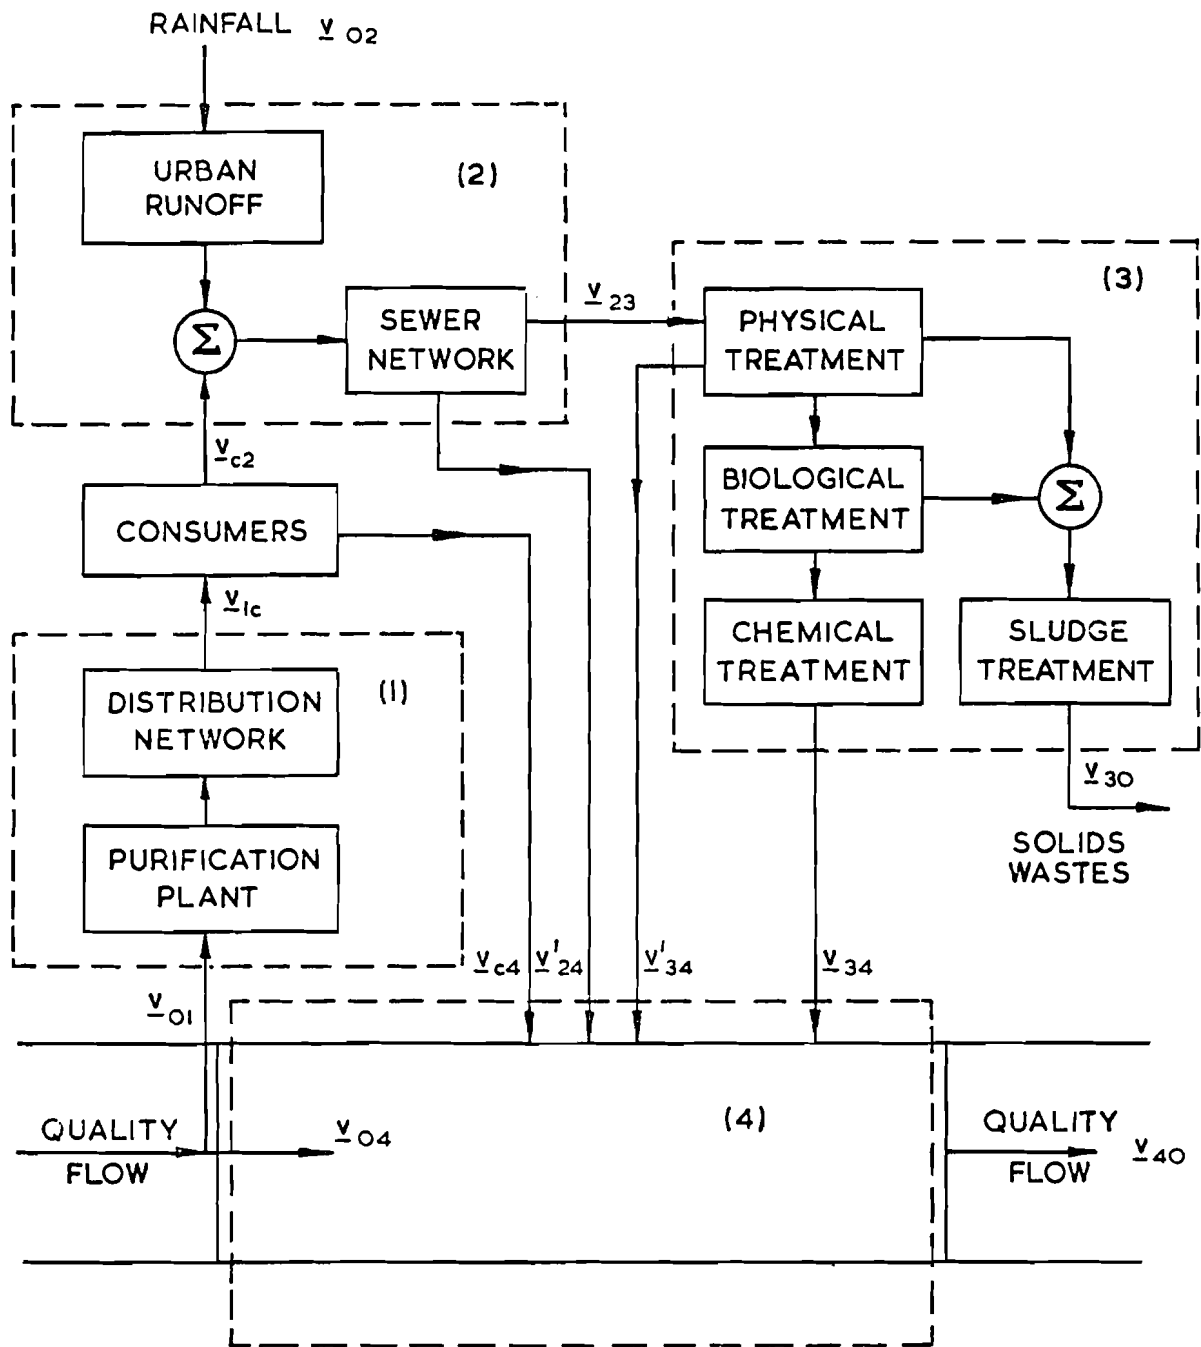 RAINFALL v02
URBAN
RUNOFF
(2)
Σ
SEWER
NETWORK
v23
(3)
PHYSICAL
TREATMENT
BIOLOGICAL
TREATMENT
Σ
CHEMICAL
TREATMENT
SLUDGE
TREATMENT
v30
SOLIDS
WASTES
vc2
CONSUMERS
v1c
(1)
DISTRIBUTION
NETWORK
PURIFICATION
PLANT
v01
vc4
v'24
v'34
v34
QUALITY
FLOW
v04
(4)
QUALITY
FLOW
v40